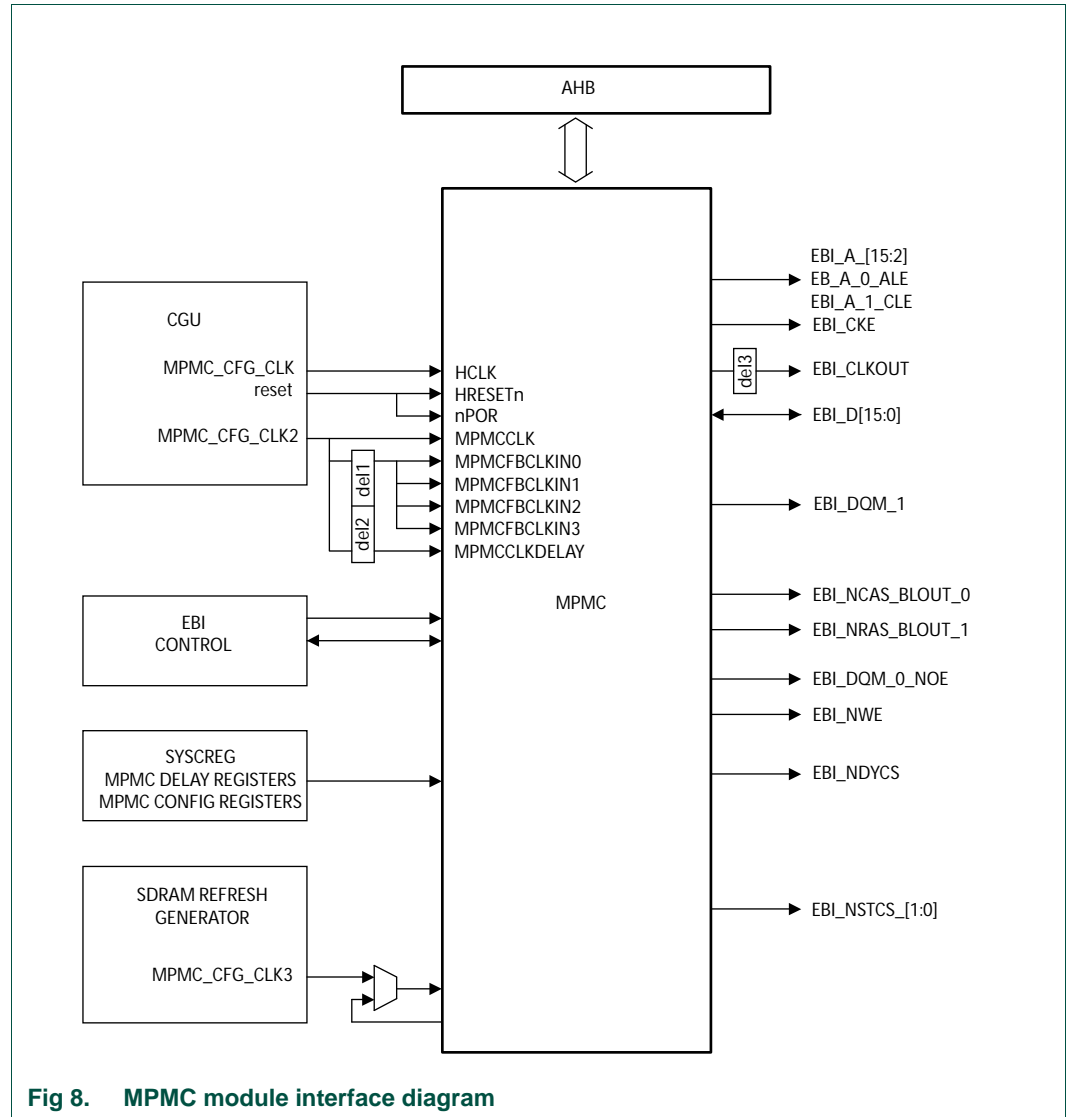 AHB
CGU
MPMC_CFG_CLK
reset
MPMC_CFG_CLK2
del1
del2
HCLK
HRESETn
nPOR
MPMCCLK
MPMCFBCLKIN0
MPMCFBCLKIN1
MPMCFBCLKIN2
MPMCFBCLKIN3
MPMCCLKDELAY
MPMC
EBI
CONTROL
SYSCREG
MPMC DELAY REGISTERS
MPMC CONFIG REGISTERS
SDRAM REFRESH
GENERATOR
MPMC_CFG_CLK3
EBI_A_[15:2]
EB_A_0_ALE
EBI_A_1_CLE
EBI_CKE
del3
EBI_CLKOUT
EBI_D[15:0]
EBI_DQM_1
EBI_NCAS_BLOUT_0
EBI_NRAS_BLOUT_1
EBI_DQM_0_NOE
EBI_NWE
EBI_NDYCS
EBI_NSTCS_[1:0]
Fig 8. MPMC module interface diagram